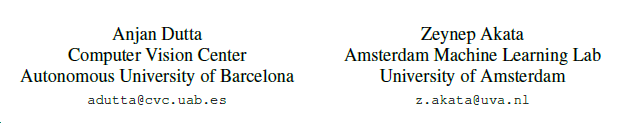 Anjan Dutta
Computer Vision Center
Autonomous University of Barcelona
adutta@cvc.uab.es
Zeynep Akata
Amsterdam Machine Learning Lab
University of Amsterdam
z.akata@uva.nl